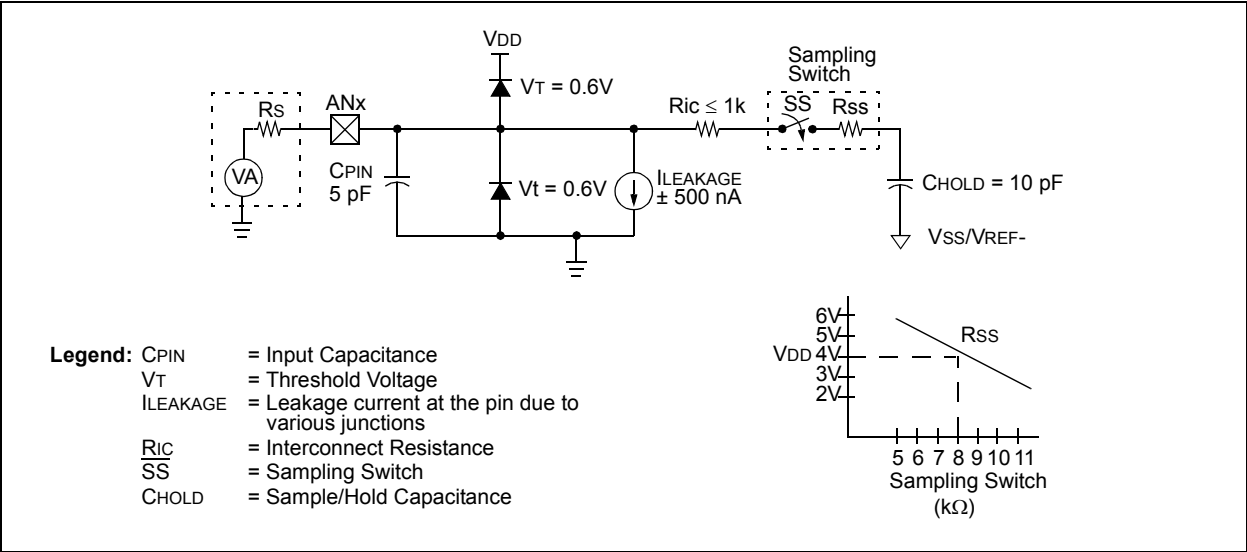 VDD
Sampling
Switch
VT = 0.6V
RS
ANx
Ric ≤ 1k
SS
Rss
VA
CPIN
5 pF
Vt = 0.6V
ILEAKAGE
± 500 nA
CHOLD = 10 pF
VSS/VREF-
6V
5V
VDD 4V
3V
2V
RSS
5 6 7 8 9 10 11
Sampling Switch
(kΩ)
Legend: CPIN = Input Capacitance
VT = Threshold Voltage
ILEAKAGE = Leakage current at the pin due to
various junctions
RIC = Interconnect Resistance
SS = Sampling Switch
CHOLD = Sample/Hold Capacitance